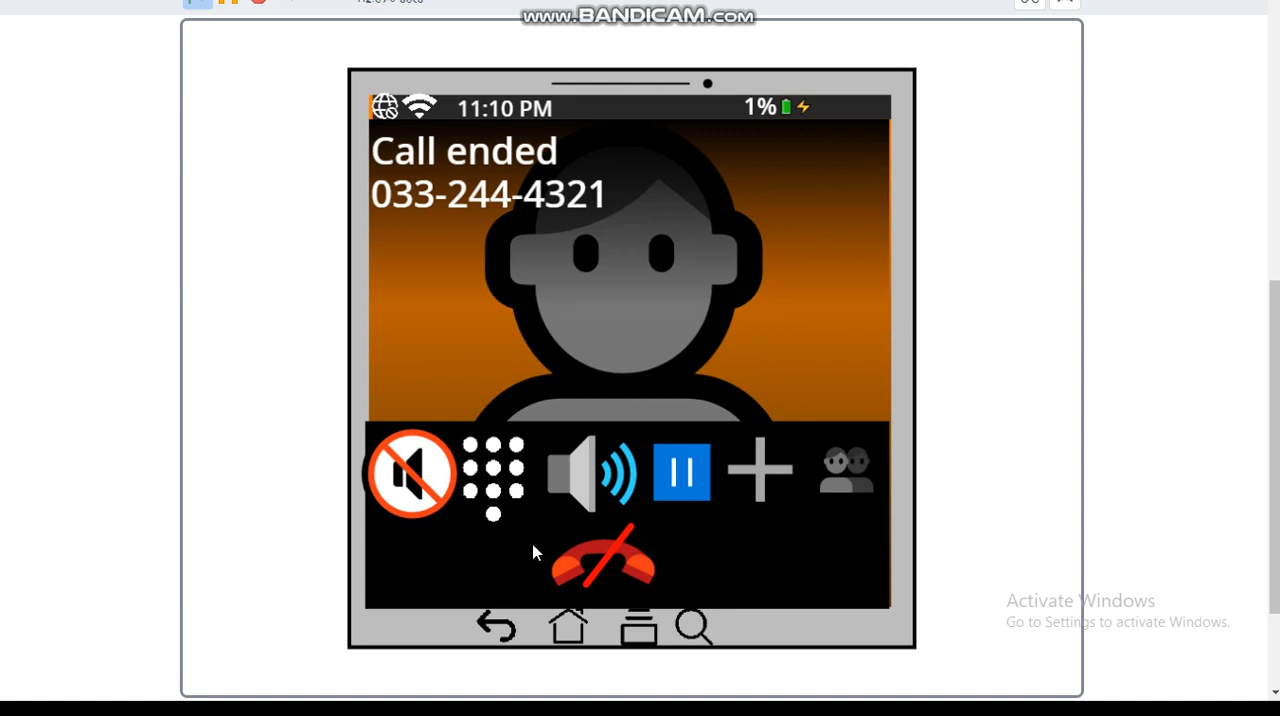 www.BANDICAM.com
11:10 PM
1%
Call ended
033-244-4321
Activate Windows
Go to Settings to activate Windows.